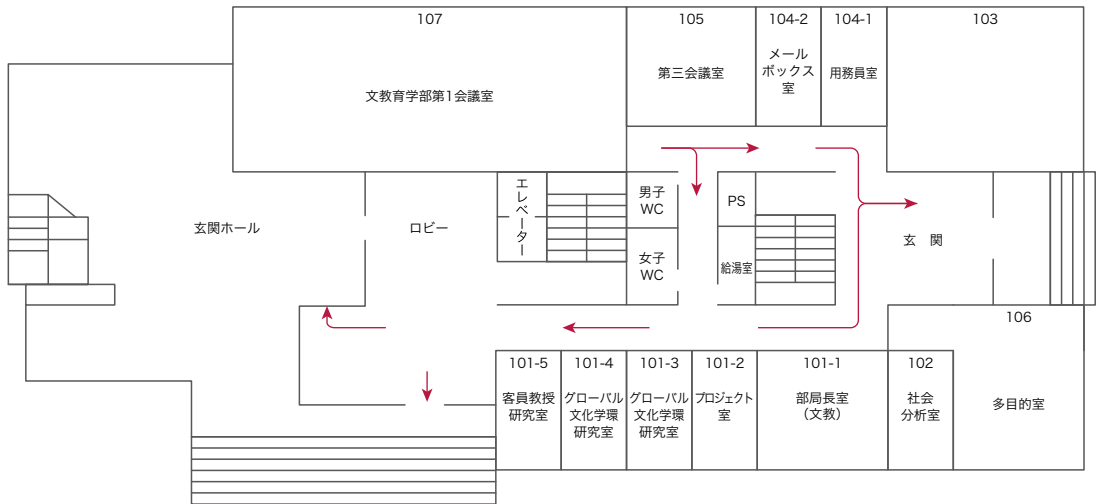 107
文教育学部第1会議室
105
第三会議室
104-2
メール
ボックス
室
104-1
用務員室
103
玄関ホール
ロビー
エレベーター
男子
WC
女子
WC
PS
給湯室
玄　関
106
多目的室
101-5
客員教授
研究室
101-4
グローバル
文化学環
研究室
101-3
グローバル
文化学環
研究室
101-2
プロジェクト
室
101-1
部局長室
（文教）
102
社会
分析室